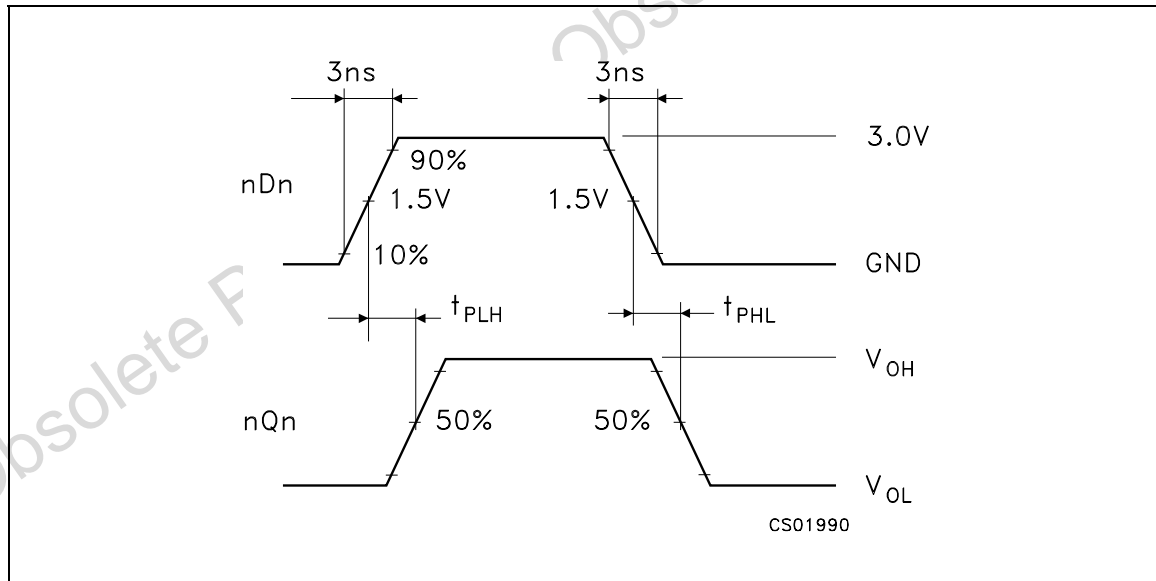 Obso
3ns 3ns
3.0V
90%
nDn 1.5V 1.5V
10%
GND
tPLH tPHL
VOH
nQn 50% 50%
VOL
CS01990
Obsolete P